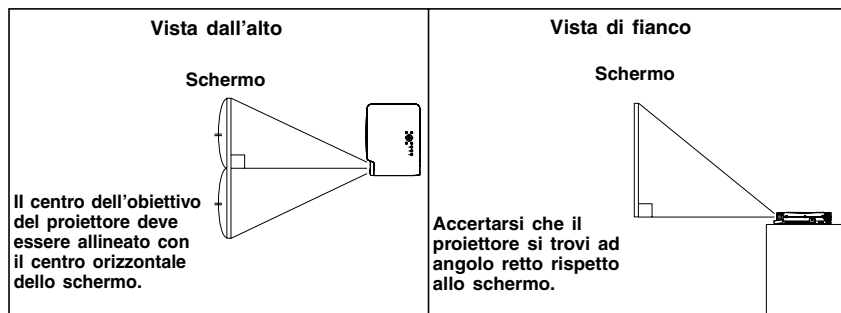 Vista dall'alto
Schermo
Il centro dell'obiettivo
del proiettore deve
essere allineato con
il centro orizzontale
dello schermo.
Vista di fianco
Schermo
Accertarsi che il
proiettore si trovi ad
angolo retto rispetto
allo schermo.